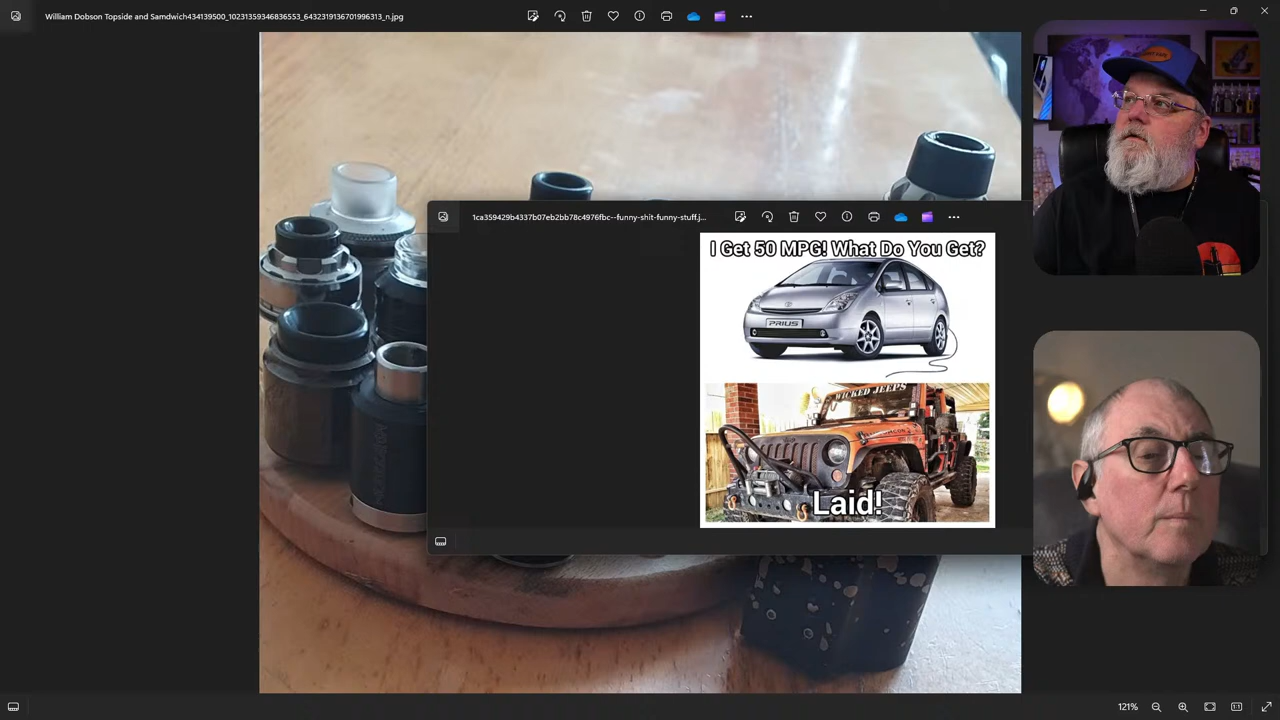 William Dobson Topside and Samdwich434139500_10231359346836553_6432319136701996313_n.jpg
1ca359429b4337b07eb2bb78c4976fbc--funny-shit-funny-stuff.j...
I Get 50 MPG! What Do You Get?
PRIUS
WICKED JEEPS
Laid!
121%